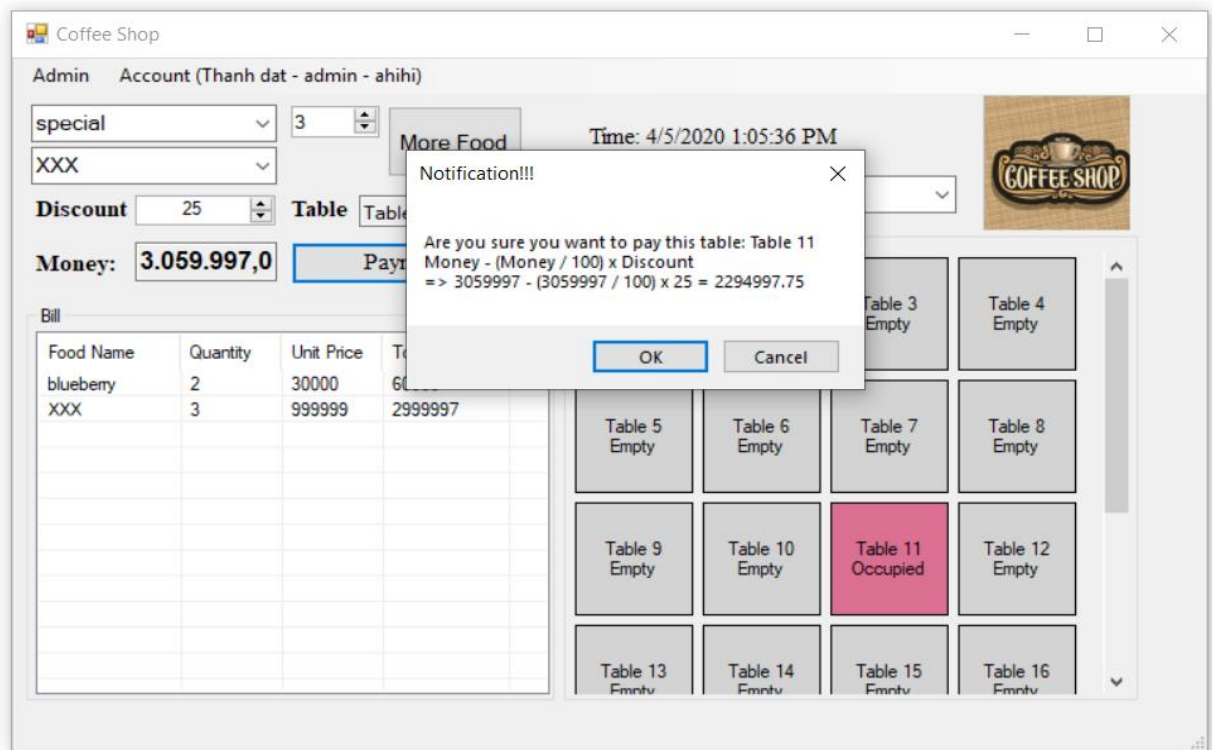 Coffee Shop
Admin Account (Thanh dat - admin - ahihi)
special 3 More Food
XXX
Time: 4/5/2020 1:05:36 PM
COFFEE SHOP
Discount 25 Table
Money: 3.059.997,0
Notification!!!
Are you sure you want to pay this table: Table 11
Money - (Money / 100) x Discount
=> 3059997 - (3059997 / 100) x 25 = 2294997.75
OK Cancel
Bill
Food Name Quantity Unit Price
blueberry 2 30000
XXX 3 999999 2999997
Table 3 Table 4
Empty Empty
Table 5 Table 6 Table 7 Table 8
Empty Empty Empty Empty
Table 9 Table 10 Table 11 Table 12
Empty Empty Occupied Empty
Table 13 Table 14 Table 15 Table 16
Empty Empty Empty Empty